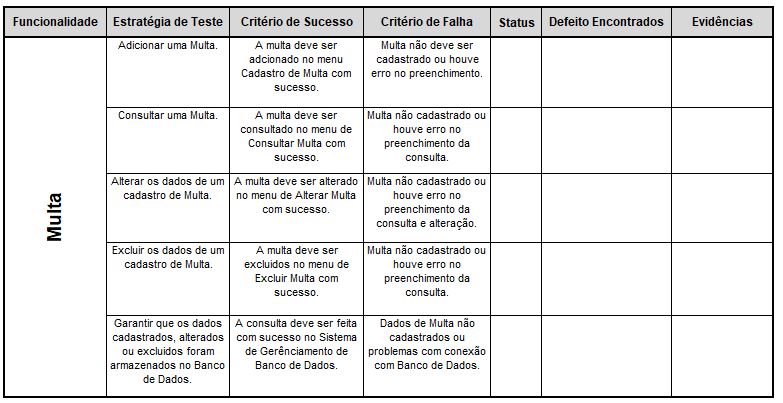 Funcionalidade Estratégia de Teste Critério de Sucesso Critério de Falha Status Defeito Encontrados Evidências
Multa
Adicionar uma Multa.
A multa deve ser
adcionado no menu
Cadastro de Multa com
sucesso.
Multa não deve ser
cadastrado ou houve
erro no preenchimento.
Consultar uma Multa.
A multa deve ser
consultado no menu de
Consultar Multa com
sucesso.
Multa não cadastrado ou
houve erro no
preenchimento da
consulta.
Alterar os dados de um
cadastro de Multa.
A multa deve ser alterado
no menu de Alterar Multa
com sucesso.
Multa não cadastrado ou
houve erro no
preenchimento da
consulta e alteração.
Excluir os dados de um
cadastro de Multa.
A multa deve ser
excluidos no menu de
Excluir Multa com
sucesso.
Multa não cadastrado ou
houve erro no
preenchimento da
consulta.
Garantir que os dados
cadastrados, alterados
ou excluidos foram
armazenados no Banco
de Dados.
A consulta deve ser feita
com sucesso no Sistema
de Gerênciamento de
Banco de Dados.
Dados de Multa não
cadastrados ou
problemas com conexão
com Banco de Dados.